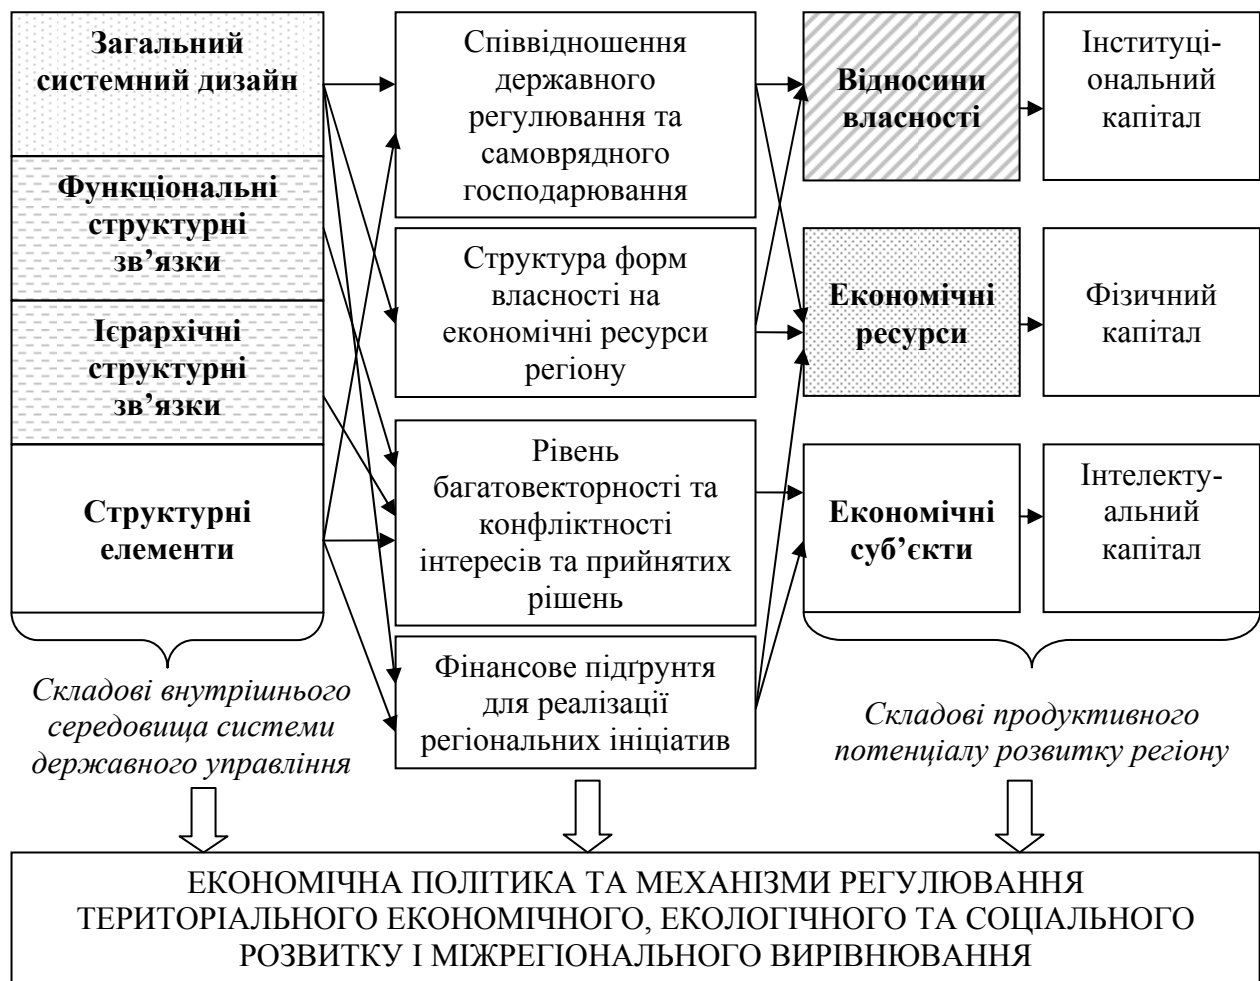 Загальний
системний дизайн
Функціональні
структурні
зв’язки
Ієрархічні
структурні
зв’язки
Структурні
елементи
Складові внутрішнього
середовища системи
державного управління
Співвідношення
державного
регулювання та
самоврядного
господарювання
Структура форм
власності на
економічні ресурси
регіону
Рівень
багатовекторності та
конфліктності
інтересів та прийнятих
рішень
Фінансове підґрунтя
для реалізації
регіональних ініціатив
Відносини
власності
Економічні
ресурси
Економічні
суб’єкти
Інституці-
ональний
капітал
Фізичний
капітал
Інтелекту-
альний
капітал
Складові продуктивного
потенціалу розвитку регіону
ЕКОНОМІЧНА ПОЛІТИКА ТА МЕХАНІЗМИ РЕГУЛЮВАННЯ
ТЕРИТОРІАЛЬНОГО ЕКОНОМІЧНОГО, ЕКОЛОГІЧНОГО ТА СОЦІАЛЬНОГО
РОЗВИТКУ І МІЖРЕГІОНАЛЬНОГО ВИРІВНЮВАННЯ